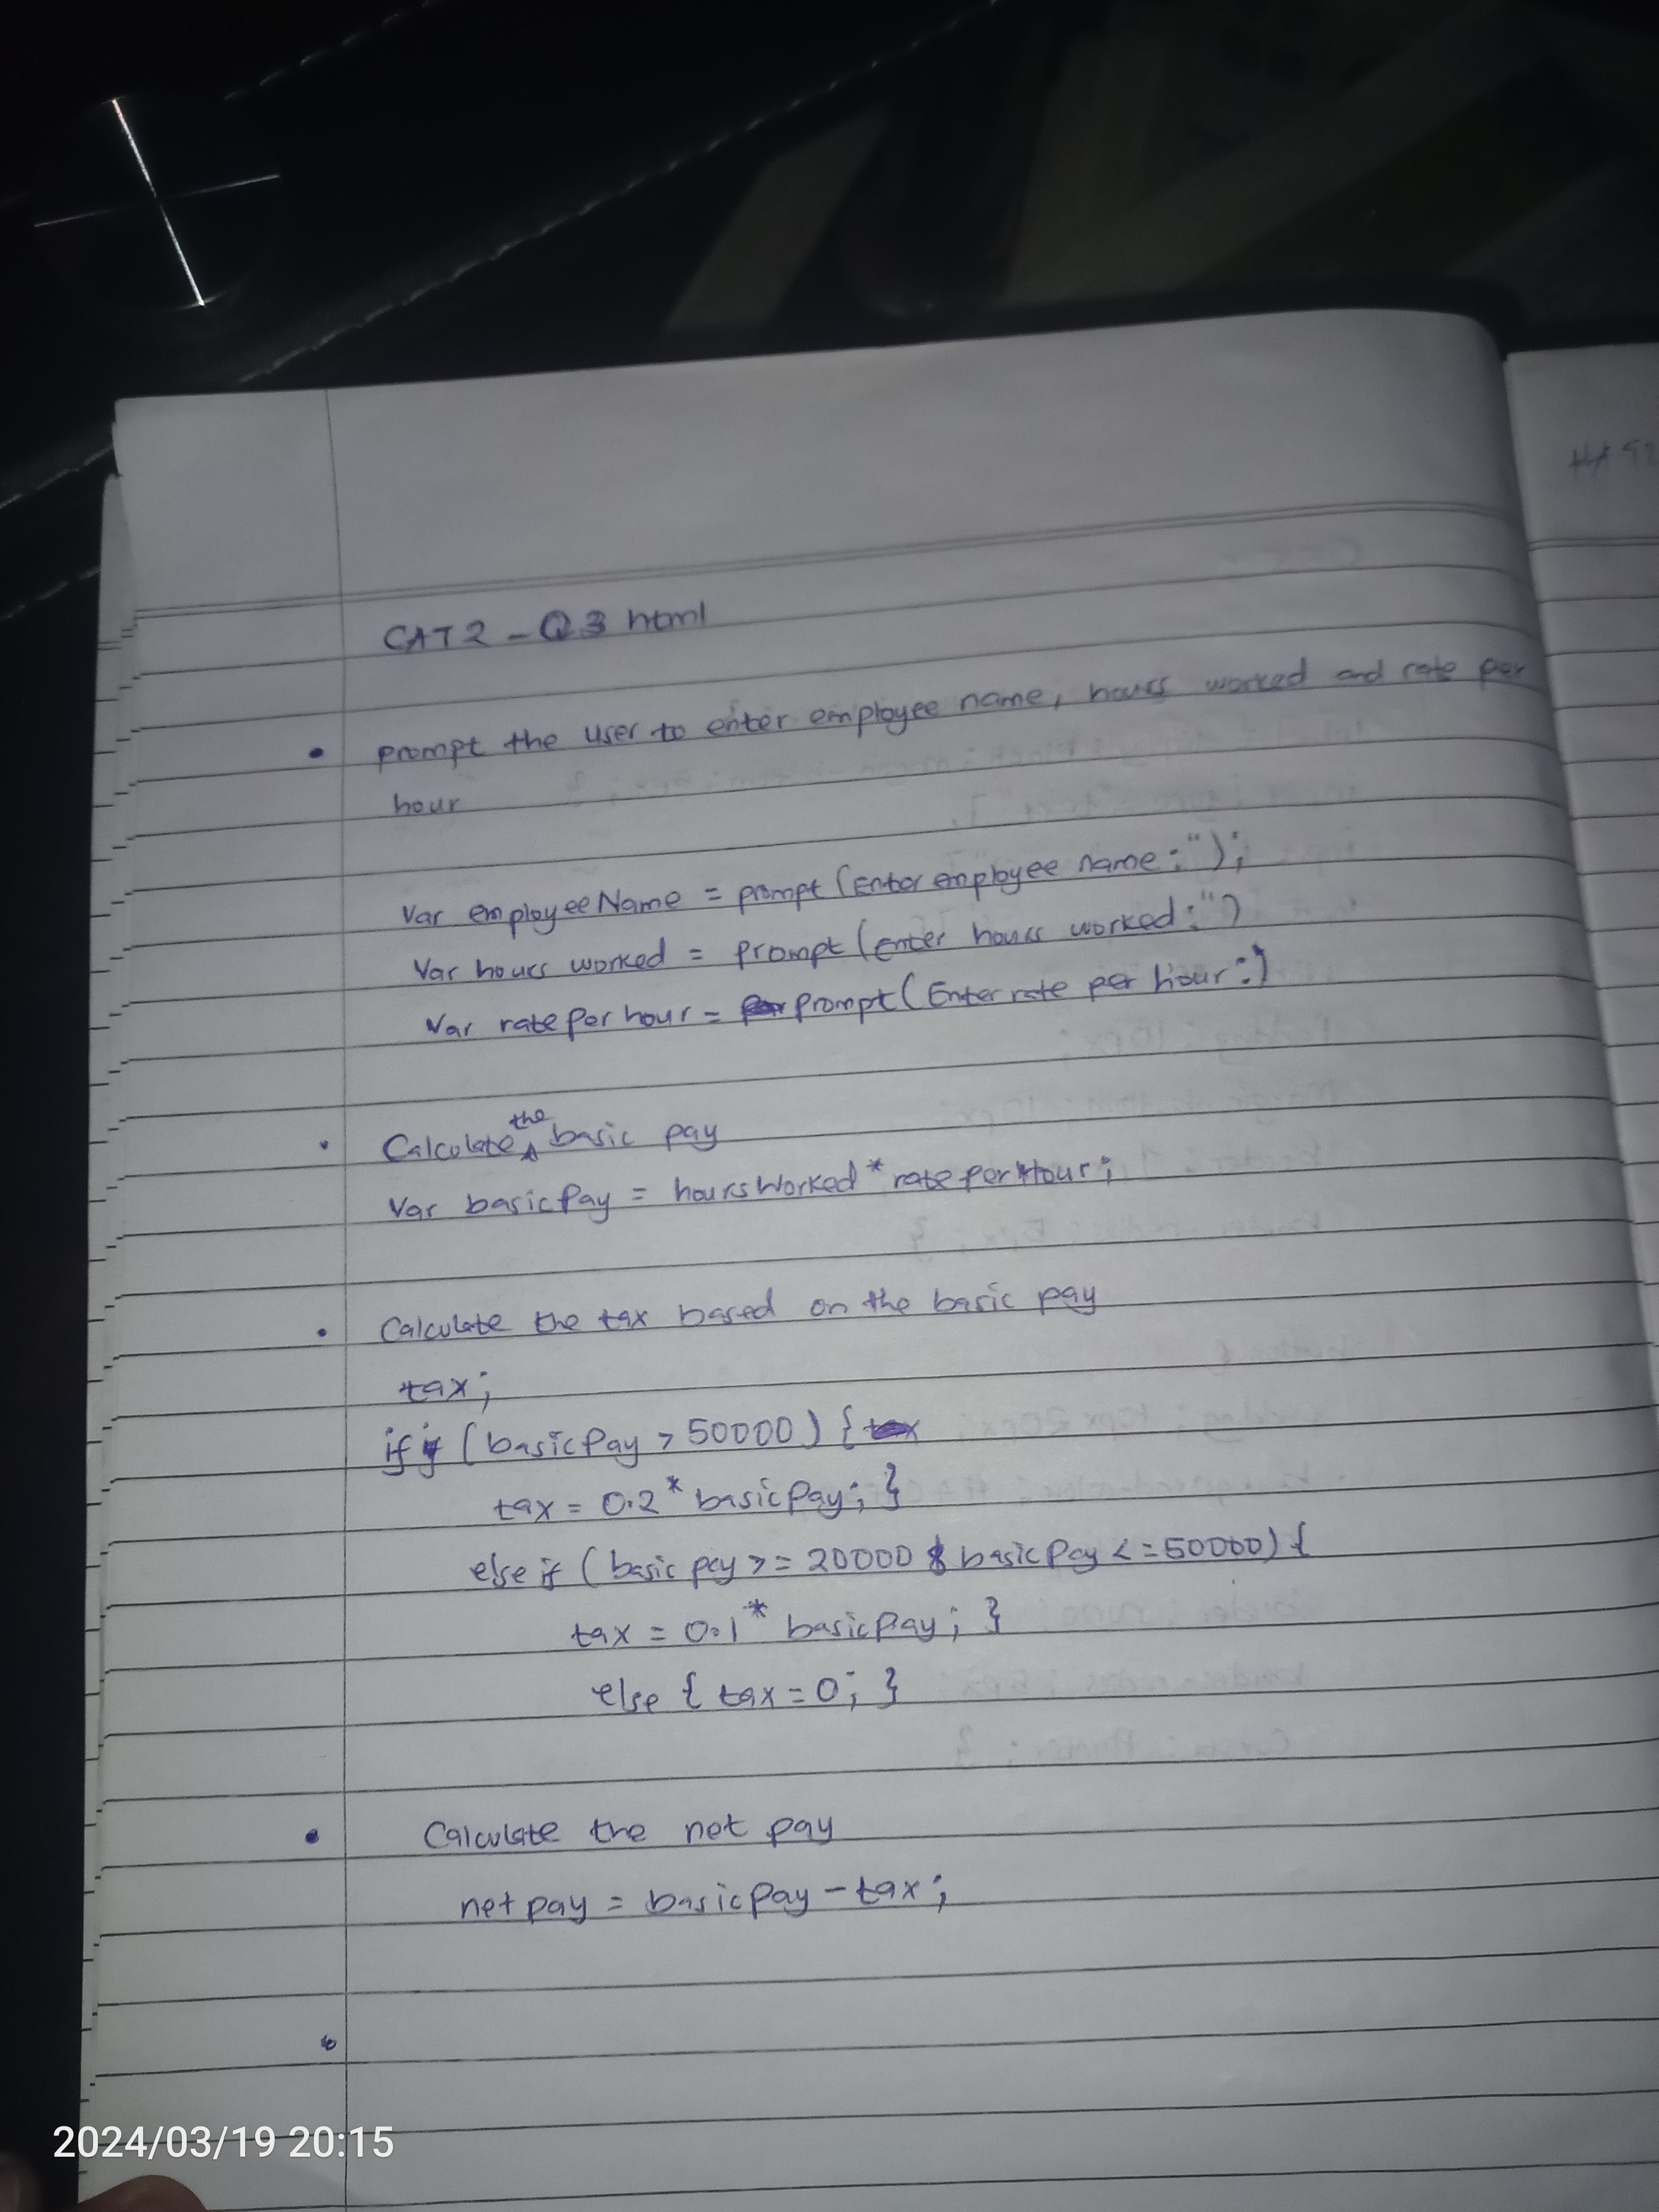 CAT2 - Q3 html
prompt the user to enter employee name, hours worked and rate per
hour
Var employeeName = prompt (Enter employee name:");
Var hours worked = prompt (enter hours worked:")
Var rate per hour = prompt (Enter rate per hour:)
Calculate the basic pay
Var basicPay = hoursWorked * rateperHour;
Calculate the tax based on the basic pay
tax;
if (basicPay > 50000) {
tax = 0.2 * basicPay; }
else if (basic pay >= 20000 & basicPay <= 50000) {
tax = 0.1 * basicpay; }
else { tax = 0; }
Calculate the net pay
net pay = basicpay - tax;
2024/03/19 20:15